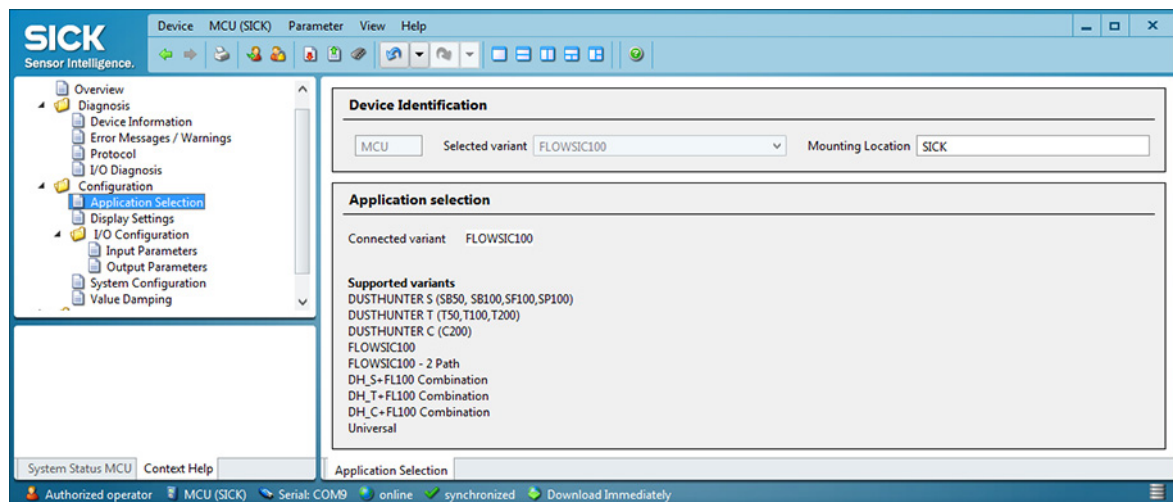 SICK
Sensor Intelligence.
Device MCU (SICK) Parameter View Help
Overview
Diagnosis
Device Information
Error Messages / Warnings
Protocol
I/O Diagnosis
Configuration
Application Selection
Display Settings
I/O Configuration
Input Parameters
Output Parameters
System Configuration
Value Damping
System Status MCU Context Help
Device Identification
MCU Selected variant FLOWSIC100 Mounting Location SICK
Application selection
Connected variant FLOWSIC100
Supported variants
DUSTHUNTER S (SB50, SB100,SF100,SP100)
DUSTHUNTER T (T50,T100,T200)
DUSTHUNTER C (C200)
FLOWSIC100
FLOWSIC100 - 2 Path
DH_S+FL100 Combination
DH_T+FL100 Combination
DH_C+FL100 Combination
Universal
Application Selection
Authorized operator MCU (SICK) Serial: COM9 online synchronized Download Immediately